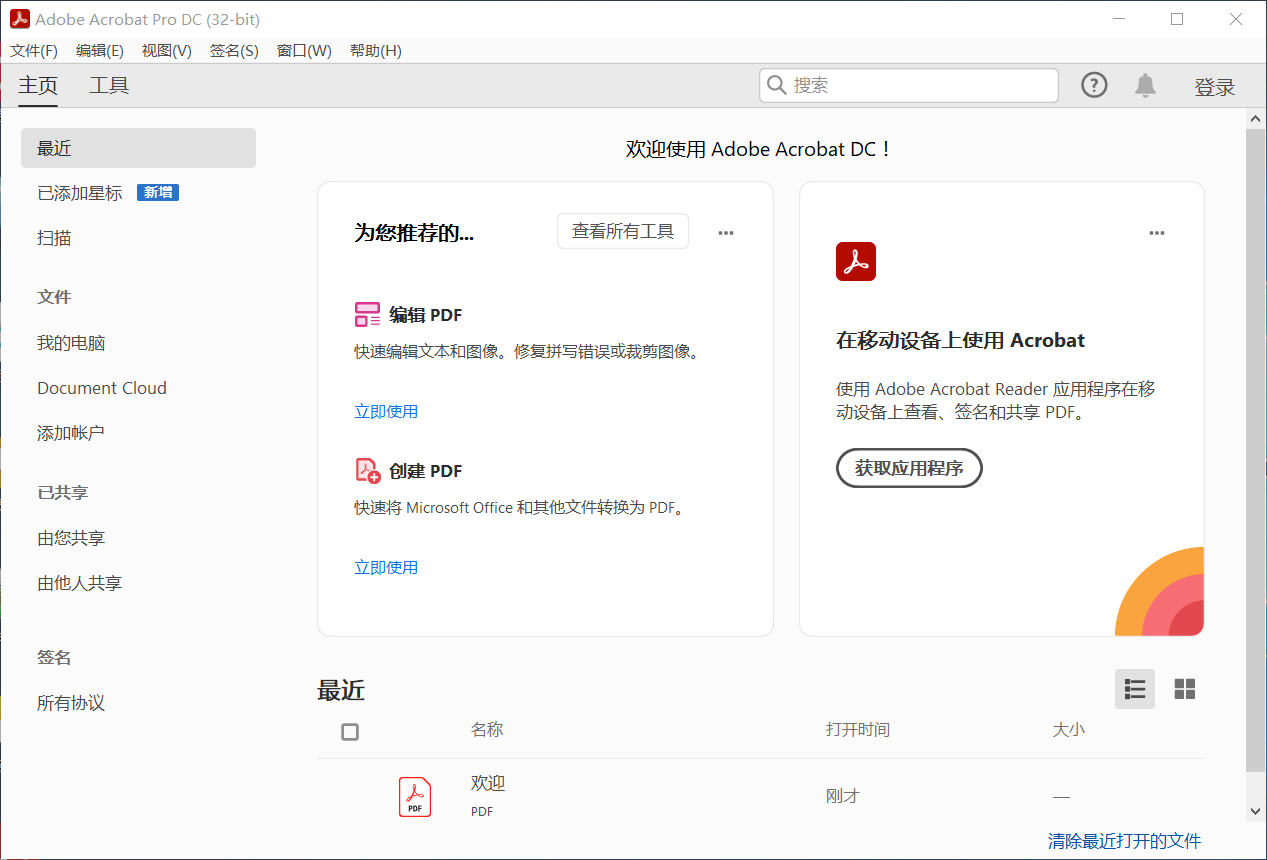 Adobe Acrobat Pro DC (32-bit)
文件(F) 编辑(E) 视图(V) 签名(S) 窗口(W) 帮助(H)
主页 工具 搜索 登录
最近
已添加星标 新增
扫描
文件
我的电脑
Document Cloud
添加帐户
已共享
由您共享
由他人共享
签名
所有协议
欢迎使用 Adobe Acrobat DC！
为您推荐的... 查看所有工具
编辑 PDF
快速编辑文本和图像。修复拼写错误或裁剪图像。
立即使用
创建 PDF
快速将 Microsoft Office 和其他文件转换为 PDF。
立即使用
在移动设备上使用 Acrobat
使用 Adobe Acrobat Reader 应用程序在移
动设备上查看、签名和共享 PDF。
获取应用程序
最近
名称 打开时间 大小
PDF
欢迎
PDF
刚才 —
清除最近打开的文件